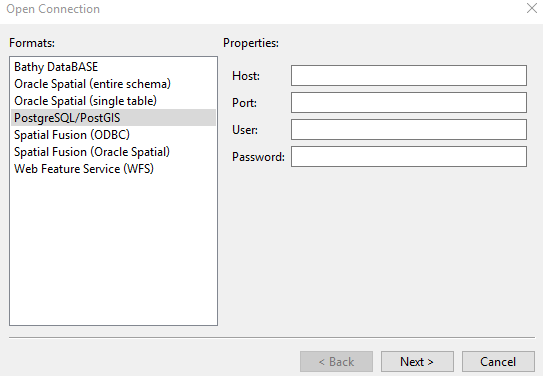 Open Connection
Formats:
Bathy DataBASE
Oracle Spatial (entire schema)
Oracle Spatial (single table)
PostgreSQL/PostGIS
Spatial Fusion (ODBC)
Spatial Fusion (Oracle Spatial)
Web Feature Service (WFS)
Properties:
Host:
Port:
User:
Password:
< Back
Next >
Cancel